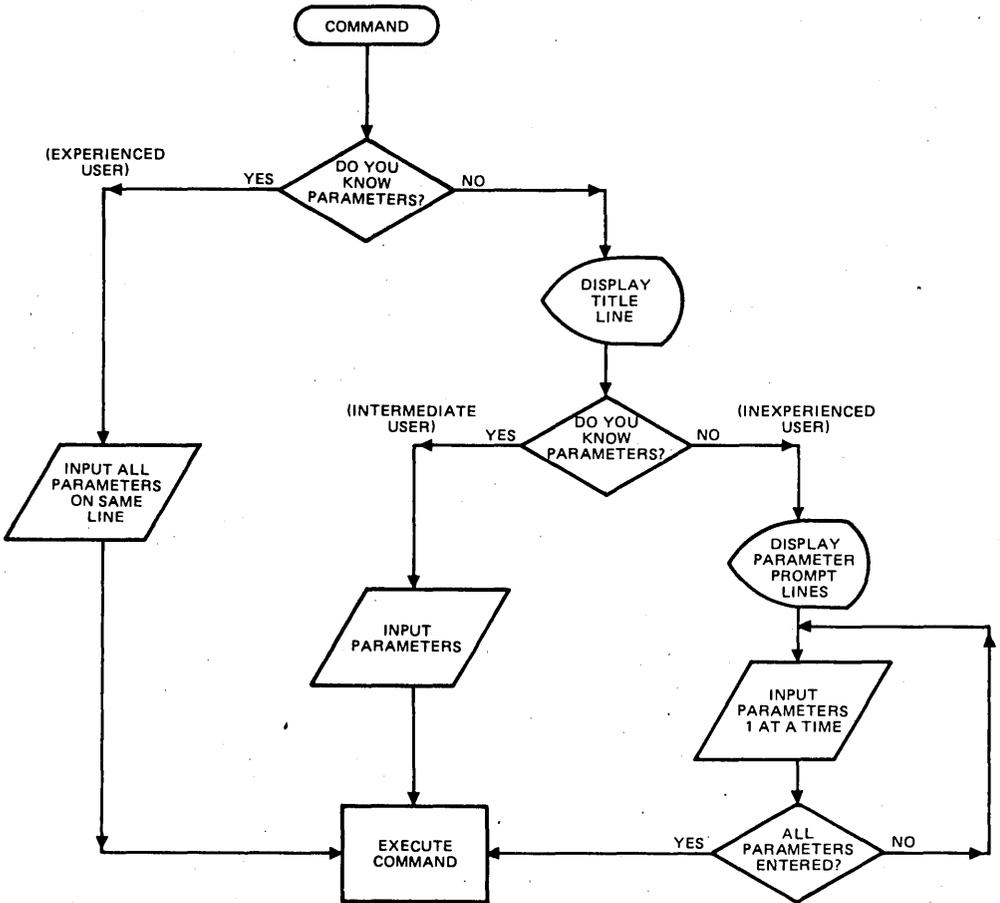 COMMAND
(EXPERIENCED
USER)
YES
DO YOU
KNOW
PARAMETERS?
NO
DISPLAY
TITLE
LINE
(INTERMEDIATE
USER)
YES
DO YOU
KNOW
PARAMETERS?
NO
(INEXPERIENCED
USER)
INPUT ALL
PARAMETERS
ON SAME
LINE
DISPLAY
PARAMETER
PROMPT
LINES
INPUT
PARAMETERS
INPUT
PARAMETERS
1 AT A TIME
EXECUTE
COMMAND
YES
ALL
PARAMETERS
ENTERED?
NO